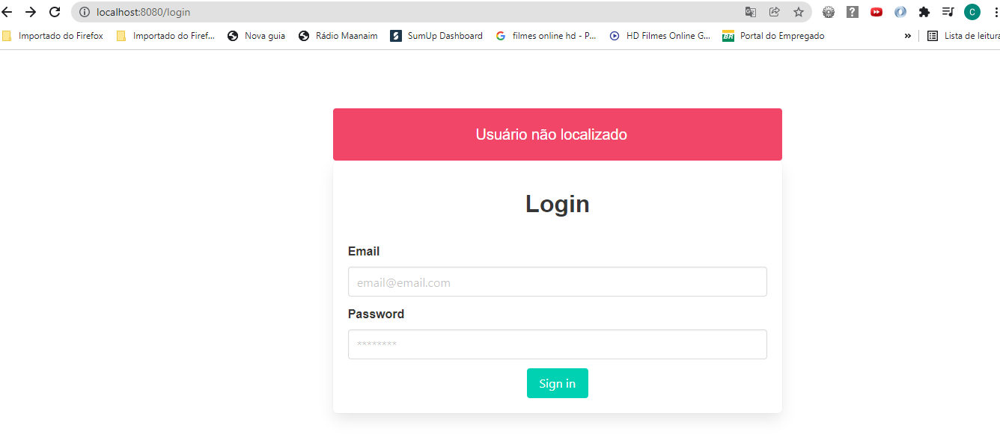 localhost:8080/login
C
Importado do Firefox
Importado do Firef...
Nova guia
Rádio Maanaim
SumUp Dashboard
filmes online hd - P...
HD Filmes Online G...
BR
Portal do Empregado
»
Lista de leitura
Usuário não localizado
Login
Email
email@email.com
Password
********
Sign in